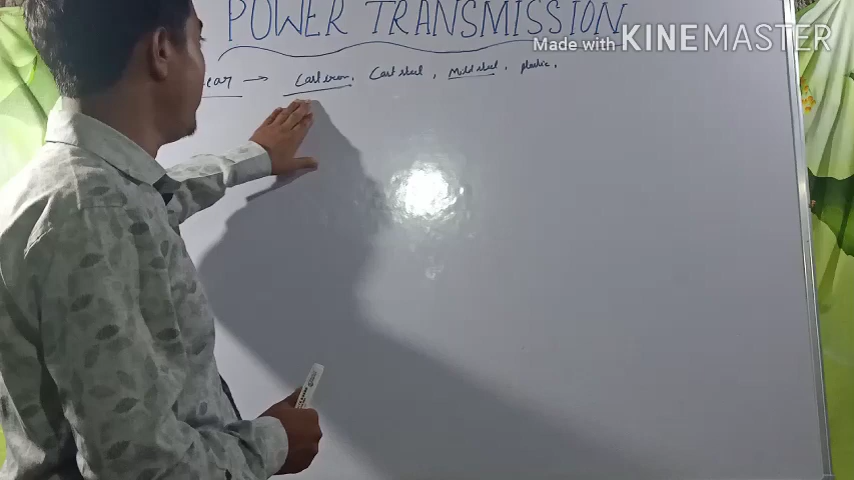 POWER TRANSMISSION
Made with KINEMASTER
ear → Cast iron, Cast steel, Mild steel, plastic.